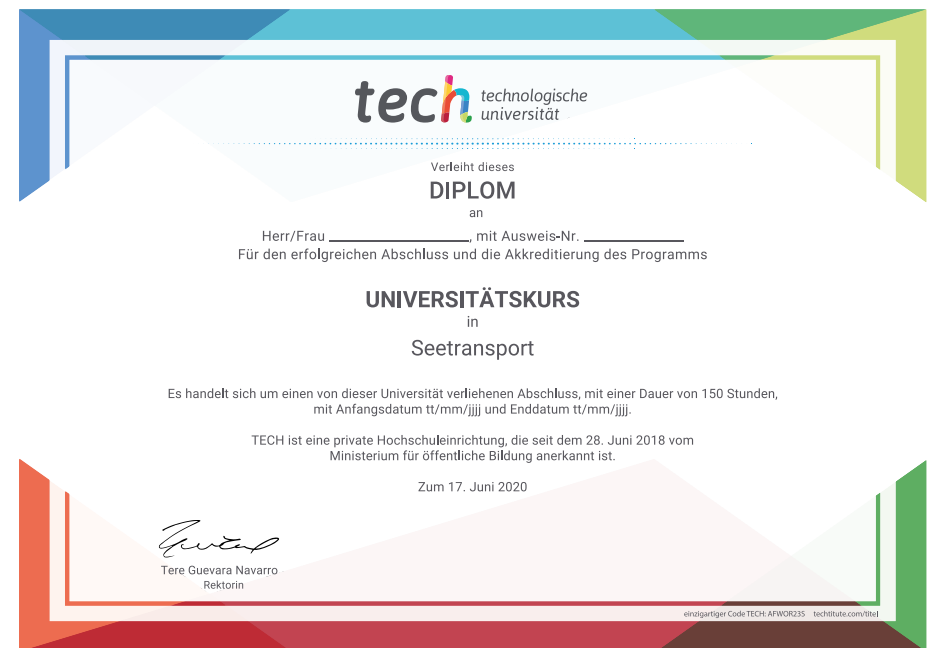 tech technologische
universität
Verleiht dieses
DIPLOM
an
Herr/Frau ____________________, mit Ausweis-Nr. ______________
Für den erfolgreichen Abschluss und die Akkreditierung des Programms
UNIVERSITÄTSKURS
in
Seetransport
Es handelt sich um einen von dieser Universität verliehenen Abschluss, mit einer Dauer von 150 Stunden,
mit Anfangsdatum tt/mm/jjjj und Enddatum tt/mm/jjjj.
TECH ist eine private Hochschuleinrichtung, die seit dem 28. Juni 2018 vom
Ministerium für öffentliche Bildung anerkannt ist.
Zum 17. Juni 2020
Tere Guevara Navarro
Rektorin
einzigartiger Code TECH: AFWOR23S techtitute.com/titel